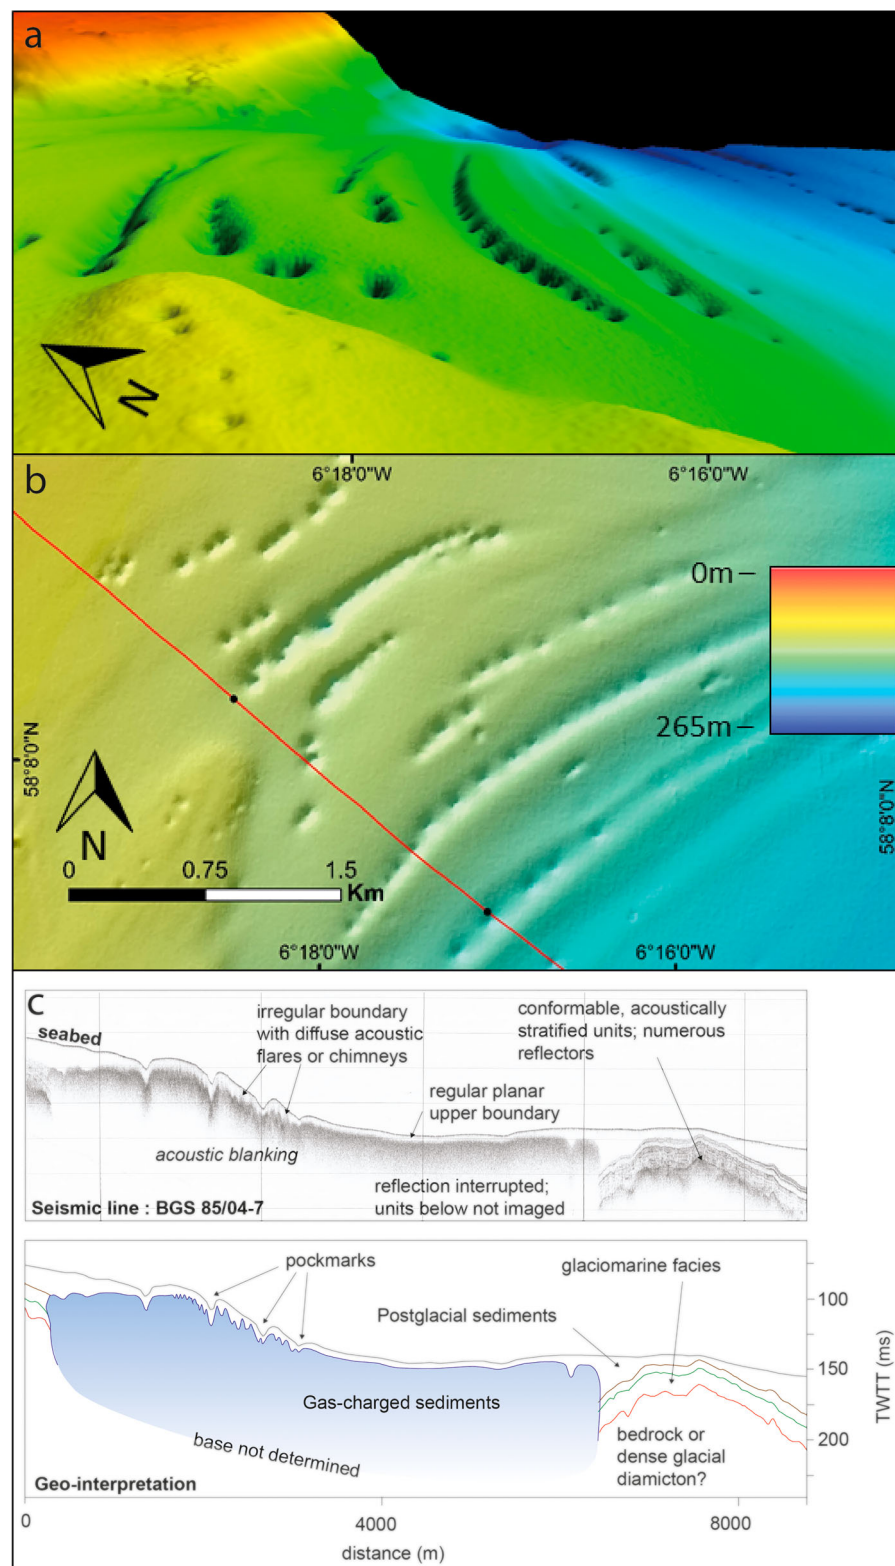 a
N
b
6°18'0"W
6°16'0"W
0m
265m
58°8'0"N
58°8'0"N
N
0
0.75
1.5
Km
6°18'0"W
6°16'0"W
c
seabed
irregular boundary
with diffuse acoustic
flares or chimneys
conformable, acoustically
stratified units; numerous
reflectors
regular planar
upper boundary
acoustic blanking
reflection interrupted;
units below not imaged
Seismic line : BGS 85/04-7
pockmarks
glaciomarine facies
Postglacial sediments
100
150
200
TWTT (ms)
Gas-charged sediments
base not determined
bedrock or
dense glacial
diamicton?
Geo-interpretation
0
4000
8000
distance (m)